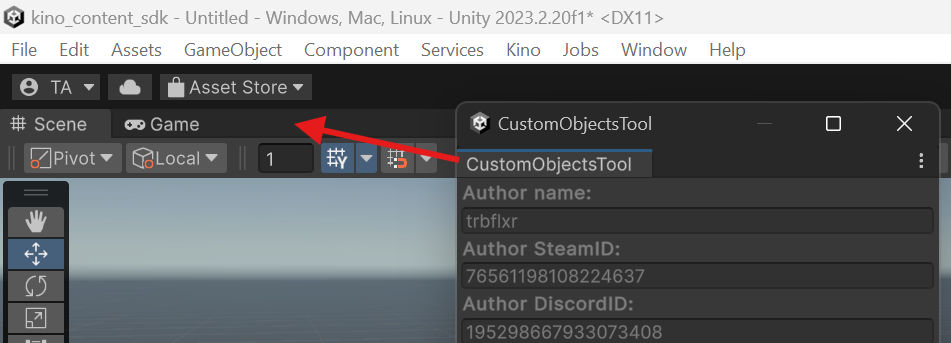 kino_content_sdk - Untitled - Windows, Mac, Linux - Unity 2023.2.20f1* <DX11>
File Edit Assets GameObject Component Services Kino Jobs Window Help
TA Asset Store
Scene Game
Pivot Local 1
CustomObjectsTool
CustomObjectsTool
Author name:
trbflxr
Author SteamID:
76561198108224637
Author DiscordID:
195298667933073408